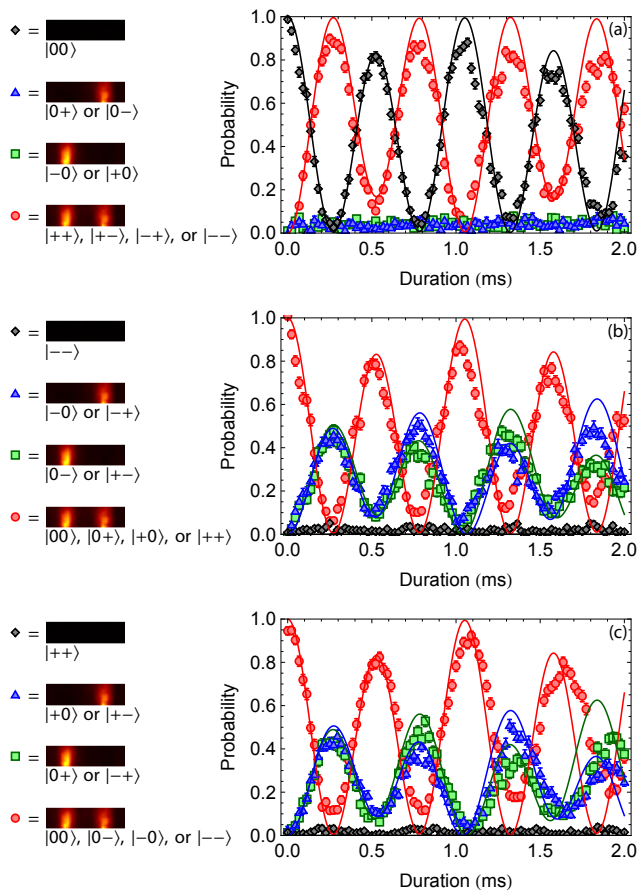 =
|00⟩
=
|0+⟩ or |0−⟩
=
|−0⟩ or |+0⟩
=
|++⟩, |+−⟩, |−+⟩, or |−−⟩
(a)
Probability
1.0
0.8
0.6
0.4
0.2
0.0
0.0 0.5 1.0 1.5 2.0
Duration (ms)
=
|−−⟩
=
|−0⟩ or |−+⟩
=
|0−⟩ or |+−⟩
=
|00⟩, |0+⟩, |+0⟩, or |++⟩
(b)
Probability
1.0
0.8
0.6
0.4
0.2
0.0
0.0 0.5 1.0 1.5 2.0
Duration (ms)
=
|++⟩
=
|+0⟩ or |+−⟩
=
|0+⟩ or |−+⟩
=
|00⟩, |0−⟩, |−0⟩, or |−−⟩
(c)
Probability
1.0
0.8
0.6
0.4
0.2
0.0
0.0 0.5 1.0 1.5 2.0
Duration (ms)